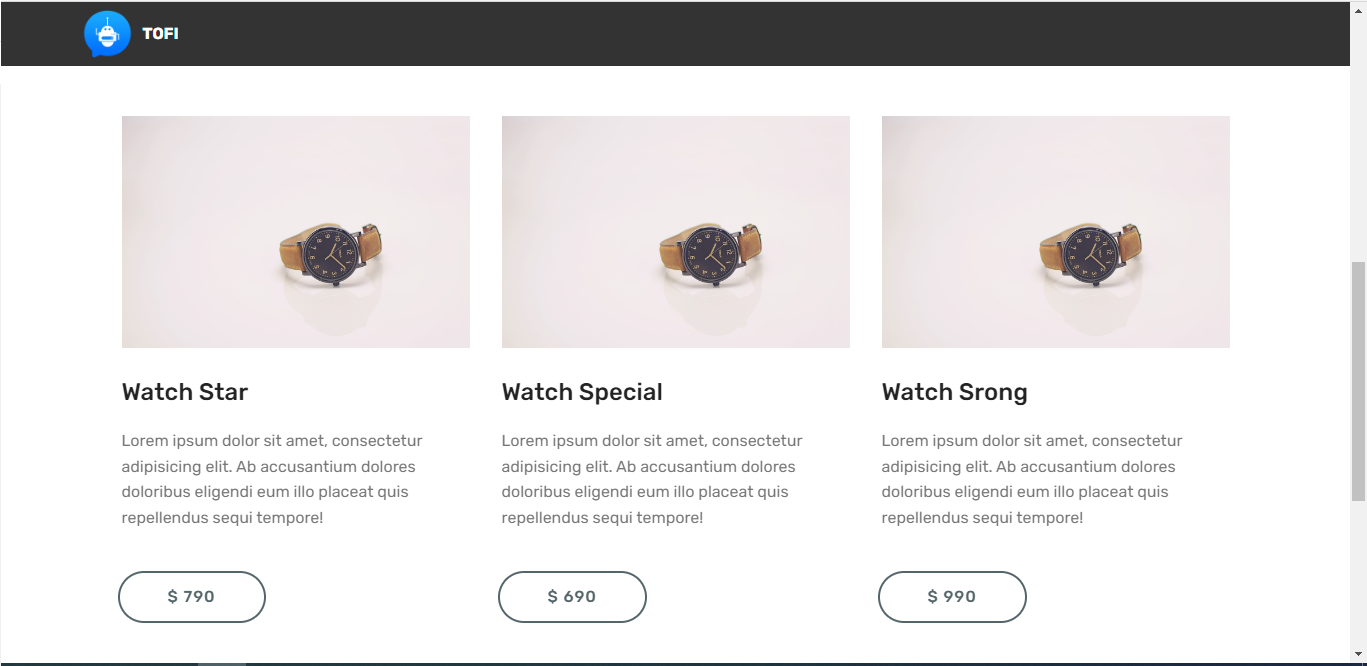 TOFI
Watch Star
Lorem ipsum dolor sit amet, consectetur
adipisicing elit. Ab accusantium dolores
doloribus eligendi eum illo placeat quis
repellendus sequi tempore!
$ 790
Watch Special
Lorem ipsum dolor sit amet, consectetur
adipisicing elit. Ab accusantium dolores
doloribus eligendi eum illo placeat quis
repellendus sequi tempore!
$ 690
Watch Srong
Lorem ipsum dolor sit amet, consectetur
adipisicing elit. Ab accusantium dolores
doloribus eligendi eum illo placeat quis
repellendus sequi tempore!
$ 990